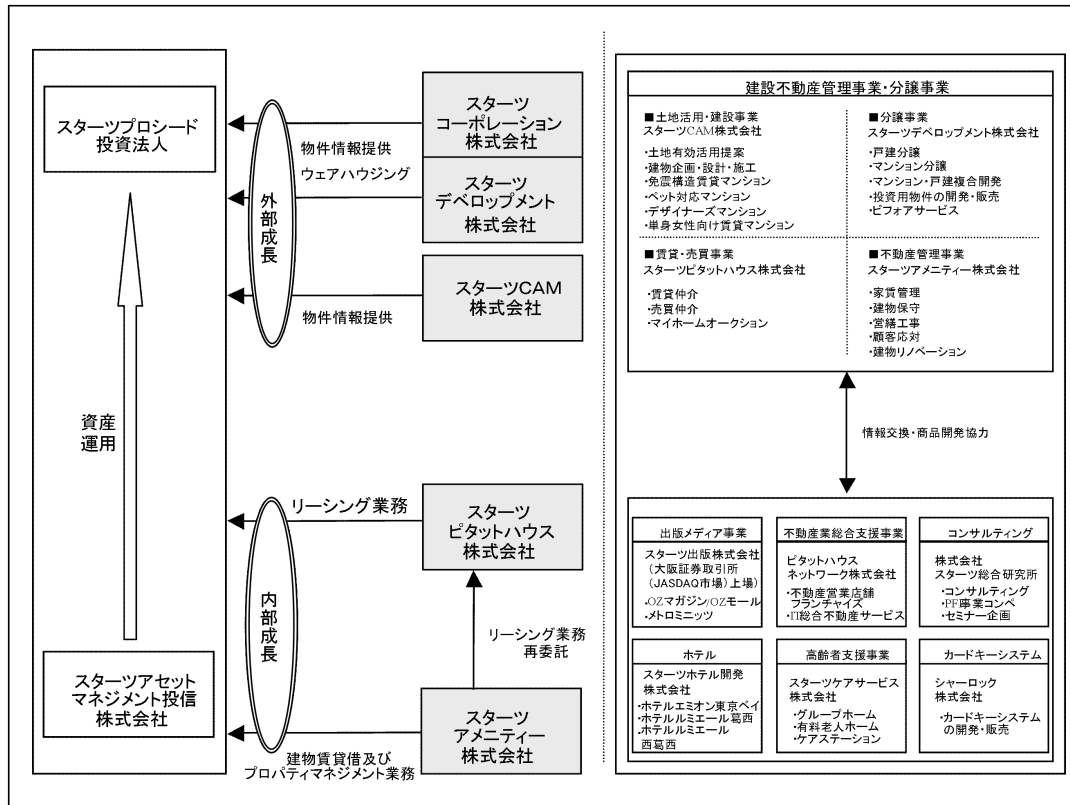 スターツプロシード
投資法人
資産
運用
スターツアセット
マネジメント投信
株式会社
外部成長
物件情報提供
ウェアハウジング
物件情報提供
スターツ
コーポレーション
株式会社
スターツ
デベロップメント
株式会社
スターツCAM
株式会社
内部成長
リーシング業務
スターツ
ピタットハウス
株式会社
リーシング業務
再委託
スターツ
アメニティー
株式会社
建物賃貸借及び
プロパティマネジメント業務
建設不動産管理事業・分譲事業
■土地活用・建設事業
スターツCAM株式会社
・土地有効活用提案
・建物企画・設計・施工
・免震構造賃貸マンション
・ペット対応マンション
・デザイナーズマンション
・単身女性向け賃貸マンション
■分譲事業
スターツデベロップメント株式会社
・戸建分譲
・マンション分譲
・マンション・戸建複合開発
・投資用物件の開発・販売
・ビフォアサービス
■賃貸・売買事業
スターツピタットハウス株式会社
・賃貸仲介
・売買仲介
・マイホームオークション
■不動産管理事業
スターツアメニティー株式会社
・家賃管理
・建物保守
・営繕工事
・顧客応対
・建物リノベーション
情報交換・商品開発協力
出版メディア事業
スターツ出版株式会社
(大阪証券取引所
(JASDAQ市場)上場)
・OZマガジン/OZモール
・メトロミニッツ
不動産業総合支援事業
ピタットハウス
ネットワーク株式会社
・不動産営業店舗
フランチャイズ
・IT総合不動産サービス
コンサルティング
株式会社
スターツ総合研究所
・コンサルティング
・PFI事業コンペ
・セミナー企画
ホテル
スターツホテル開発
株式会社
・ホテルエミオン東京ベイ
・ホテルルミエール葛西
・ホテルルミエール
西葛西
高齢者支援事業
スターツケアサービス
株式会社
・グループホーム
・有料老人ホーム
・ケアステーション
カードキーシステム
シャーロック
株式会社
・カードキーシステム
の開発・販売